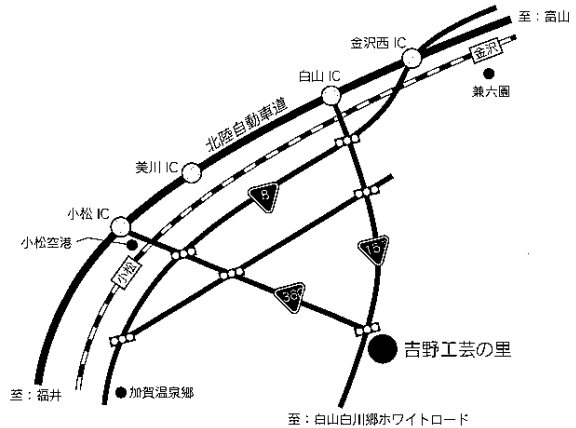 至：富山
金沢西 IC
金沢
白山 IC
兼六園
北陸自動車道
美川 IC
8
小松 IC
小松空港
小松
15
吉野工芸の里
至：福井
加賀温泉郷
至：白山白川郷ホワイトロード